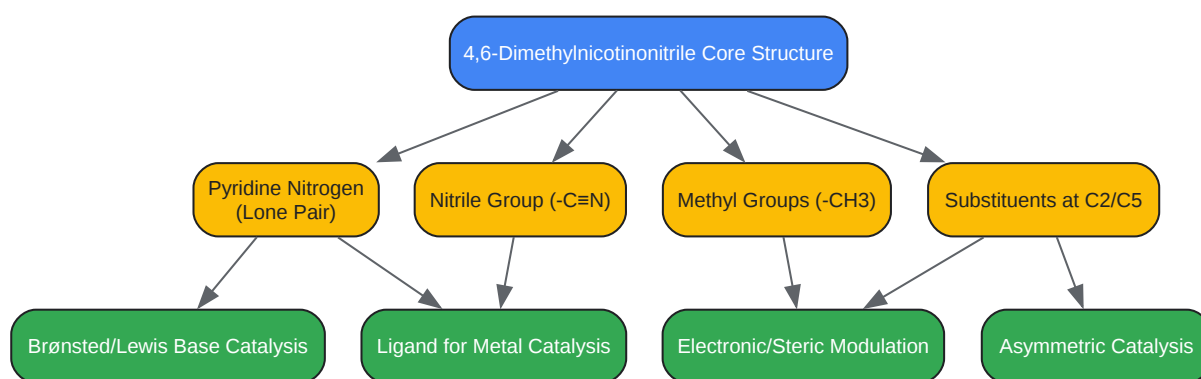 4,6-Dimethylnicotinonitrile Core Structure
Pyridine Nitrogen
(Lone Pair)
Nitrile Group (-C≡N)
Methyl Groups (-CH3)
Substituents at C2/C5
Brønsted/Lewis Base Catalysis
Ligand for Metal Catalysis
Electronic/Steric Modulation
Asymmetric Catalysis